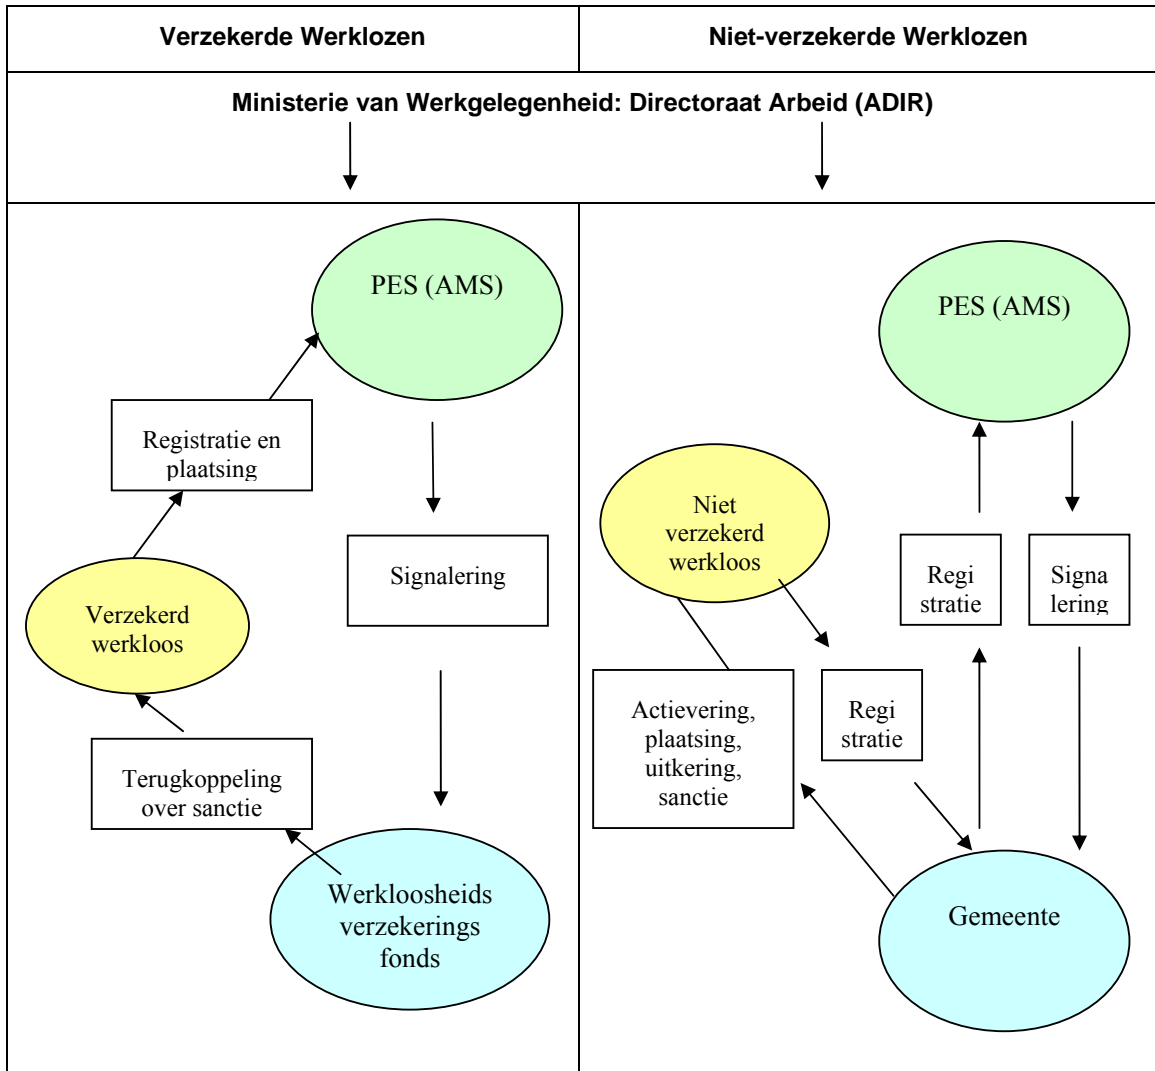 Verzekerde Werklozen
Niet-verzekerde Werklozen
Ministerie van Werkgelegenheid: Directoraat Arbeid (ADIR)
PES (AMS)
Registratie en
plaatsing
Signalering
Verzekerd
werkloos
Terugkoppeling
over sanctie
Werkloosheids
verzekerings
fonds
PES (AMS)
Niet
verzekerd
werkloos
Regi
stratie
Signa
lering
Actievering,
plaatsing,
uitkering,
sanctie
Regi
stratie
Gemeente